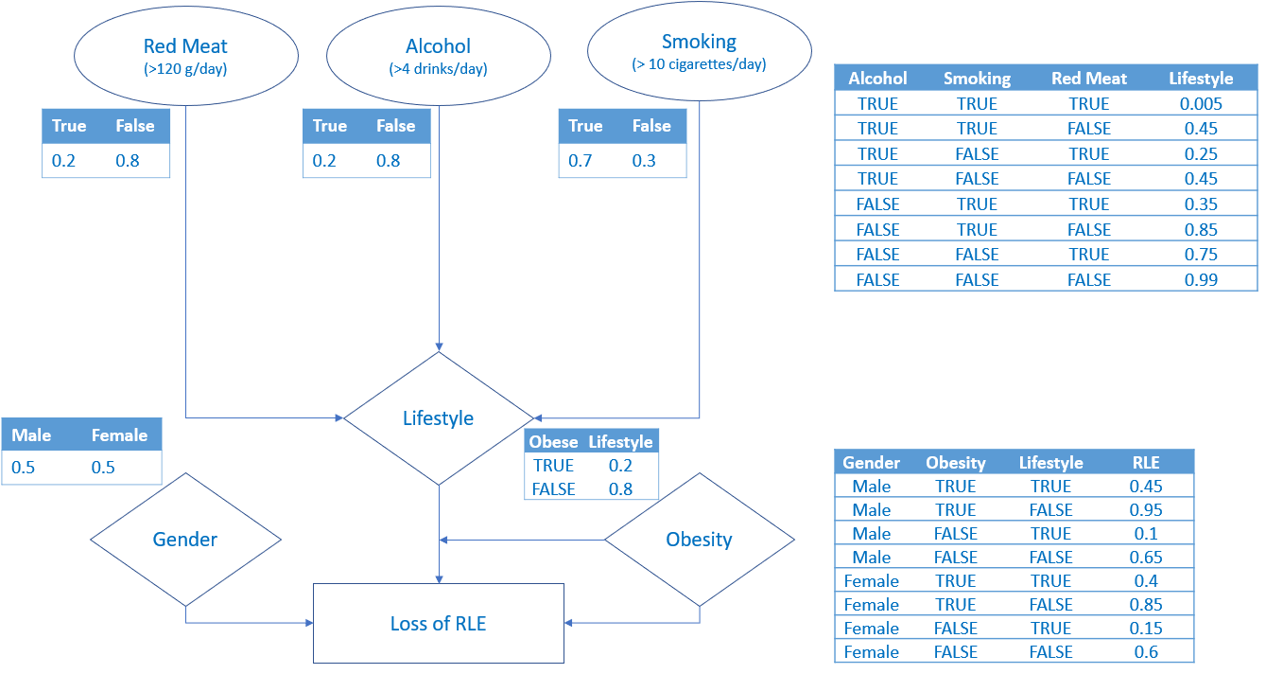 Red Meat
(>120 g/day)
Alcohol
(>4 drinks/day)
Smoking
(> 10 cigarettes/day)
True False
0.2 0.8
True False
0.2 0.8
True False
0.7 0.3
Alcohol Smoking Red Meat Lifestyle
TRUE TRUE TRUE 0.005
TRUE TRUE FALSE 0.45
TRUE FALSE TRUE 0.25
TRUE FALSE FALSE 0.45
FALSE TRUE TRUE 0.35
FALSE TRUE FALSE 0.85
FALSE FALSE TRUE 0.75
FALSE FALSE FALSE 0.99
Lifestyle
Male Female
0.5 0.5
Obese Lifestyle
TRUE 0.2
FALSE 0.8
Gender
Obesity
Loss of RLE
Gender Obesity Lifestyle RLE
Male TRUE TRUE 0.45
Male TRUE FALSE 0.95
Male FALSE TRUE 0.1
Male FALSE FALSE 0.65
Female TRUE TRUE 0.4
Female TRUE FALSE 0.85
Female FALSE TRUE 0.15
Female FALSE FALSE 0.6